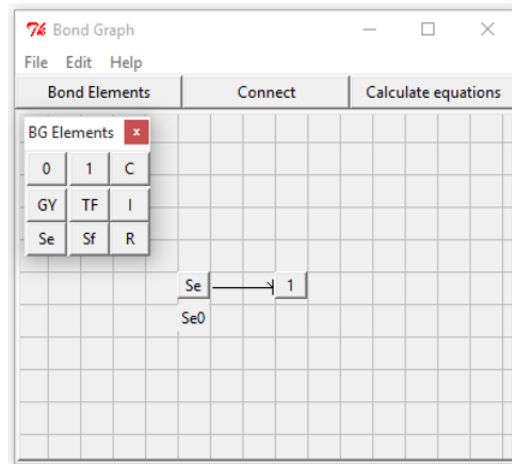 Bond Graph
File Edit Help
Bond Elements Connect Calculate equations
BG Elements x
0 1 C
GY TF I
Se Sf R
Se 1
Se0